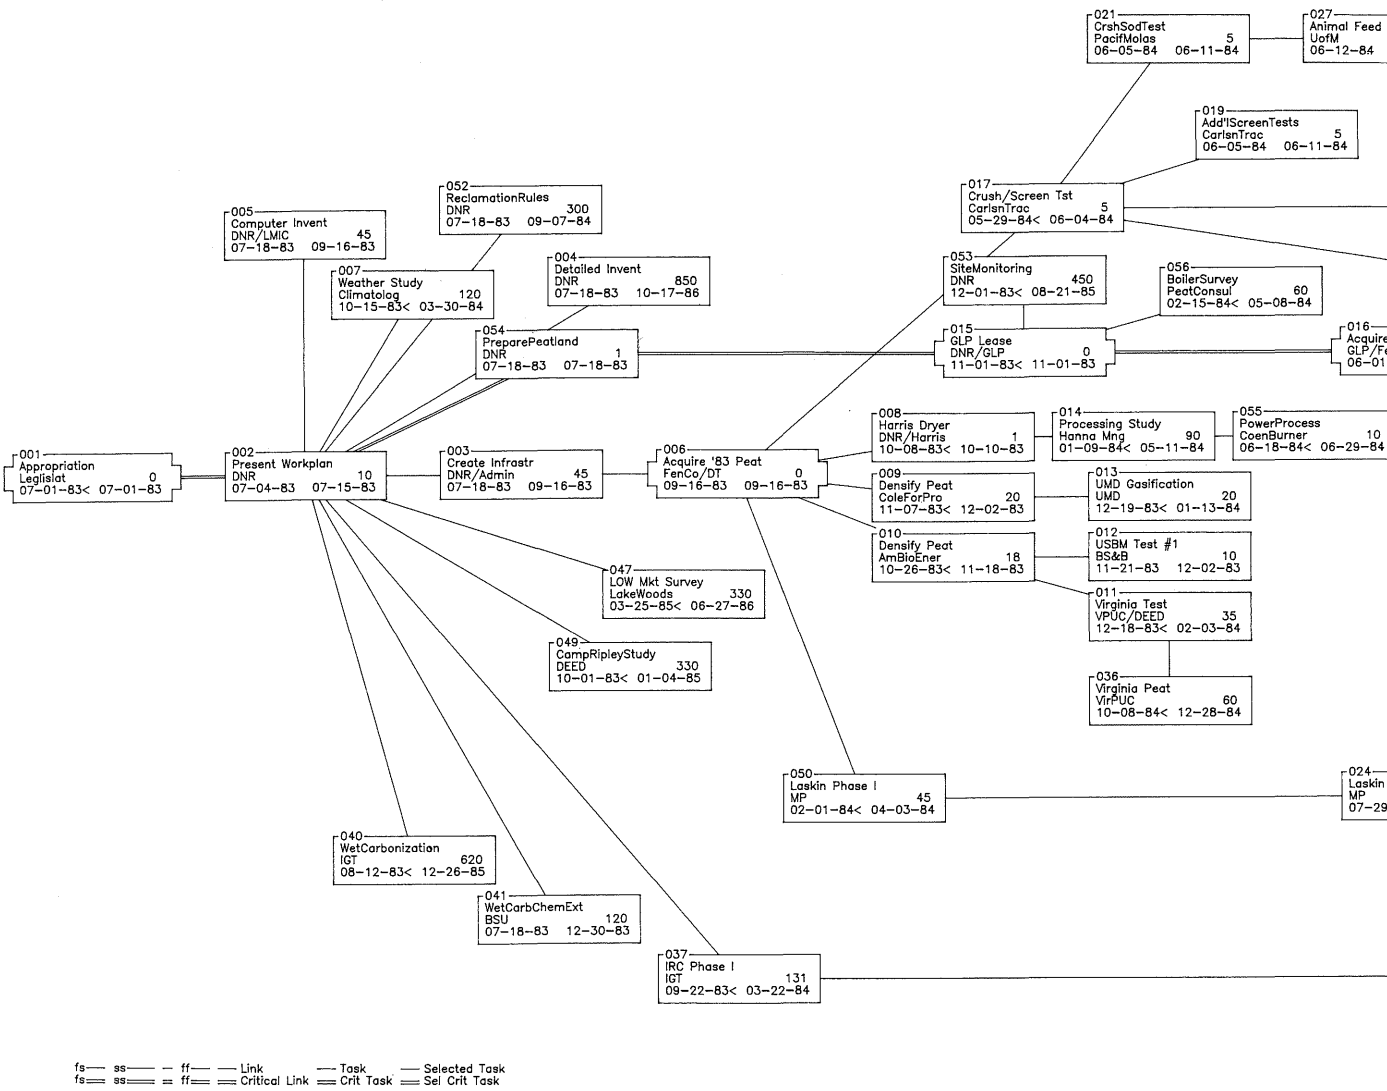 021
CrshSodTest
PacifMolas 5
06-05-84 06-11-84
027
Animal Feed
UofM
06-12-84
019
Add'lScreenTests
CarlsnTrac 5
06-05-84 06-11-84
017
Crush/Screen Tst
CarlsnTrac 5
05-29-84< 06-04-84
052
ReclamationRules
DNR 300
07-18-83 09-07-84
005
Computer Invent
DNR/LMIC 45
07-18-83 09-16-83
004
Detailed Invent
DNR 850
07-18-83 10-17-86
007
Weather Study
Climatolog 120
10-15-83< 03-30-84
053
SiteMonitoring
DNR 450
12-01-83< 08-21-85
056
BoilerSurvey
PeatConsul 60
02-15-84< 05-08-84
054
PreparePeatland
DNR 1
07-18-83 07-18-83
015
GLP Lease
DNR/GLP 0
11-01-83< 11-01-83
016
Acquire
GLP/Fe
06-01
001
Appropriation
Leglislat 0
07-01-83< 07-01-83
002
Present Workplan
DNR 10
07-04-83 07-15-83
003
Create Infrastr
DNR/Admin 45
07-18-83 09-16-83
006
Acquire '83 Peat
FenCo/DT 0
09-16-83 09-16-83
008
Harris Dryer
DNR/Harris 1
10-08-83< 10-10-83
014
Processing Study
Hanna Mng 90
01-09-84< 05-11-84
055
PowerProcess
CoenBurner 10
06-18-84< 06-29-84
009
Densify Peat
ColeForPro 20
11-07-83< 12-02-83
013
UMD Gasification
UMD 20
12-19-83< 01-13-84
010
Densify Peat
AmBioEner 18
10-26-83< 11-18-83
012
USBM Test #1
BS&B 10
11-21-83 12-02-83
011
Virginia Test
VPUC/DEED 35
12-18-83< 02-03-84
036
Virginia Peat
VirPUC 60
10-08-84< 12-28-84
047
LOW Mkt Survey
LakeWoods 330
03-25-85< 06-27-86
049
CampRipleyStudy
DEED 330
10-01-83< 01-04-85
050
Laskin Phase I
MP 45
02-01-84< 04-03-84
024
Laskin
MP
07-29
040
WetCarbonization
IGT 620
08-12-83< 12-26-85
041
WetCarbChemExt
BSU 120
07-18-83 12-30-83
037
IRC Phase I
IGT 131
09-22-83< 03-22-84
fs ss ff Link Task Selected Task
fs ss ff Critical Link Crit Task Sel Crit Task